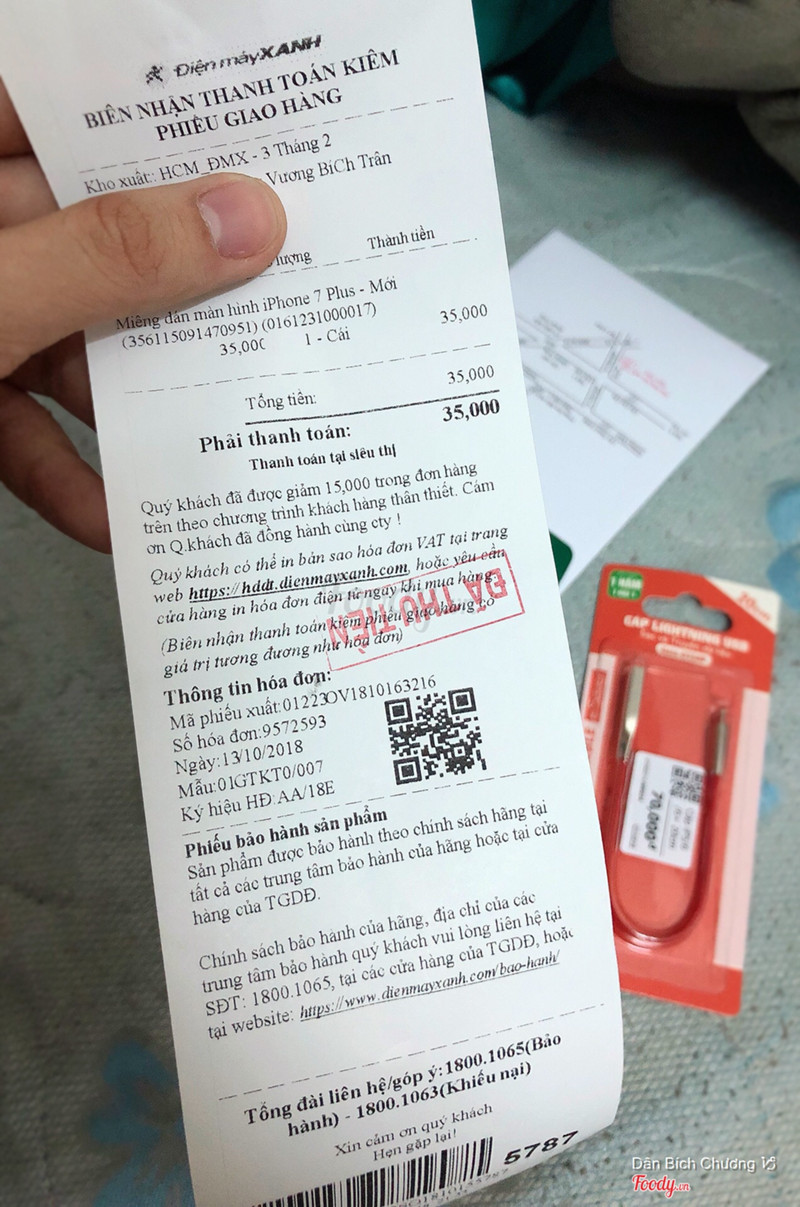 Điện máyXANH
BIÊN NHẬN THANH TOÁN KIÊM
PHIẾU GIAO HÀNG
Kho xuất:: HCM_ĐMX - 3 Tháng 2
Vương BíCh Trân
lượng
Thành tiền
Miếng dán màn hình iPhone 7 Plus - Mới
(356115091470951) (0161231000017)
35,000 1 - Cái 35,000
Tổng tiền: 35,000
Phải thanh toán: 35,000
Thanh toán tại siêu thị
Quý khách đã được giảm 15,000 trong đơn hàng
trên theo chương trình khách hàng thân thiết. Cám
ơn Q.khách đã đồng hành cùng cty !
Quý khách có thể in bản sao hóa đơn VAT tại trang
web https://hddt.dienmayxanh.com, hoặc yêu cầu
cửa hàng in hóa đơn điện tử ngay khi mua hàng.
(Biên nhận thanh toán kiêm phiếu giao hàng có
giá trị tương đương như hóa đơn)
ĐÃ THU TIỀN
Thông tin hóa đơn:
Mã phiếu xuất:01223OV1810163216
Số hóa đơn:9572593
Ngày:13/10/2018
Mẫu:01GTKT0/007
Ký hiệu HĐ:AA/18E
Phiếu bảo hành sản phẩm
Sản phẩm được bảo hành theo chính sách hãng tại
tất cả các trung tâm bảo hành của hãng hoặc tại cửa
hàng của TGDĐ.
Chính sách bảo hành của hãng, địa chỉ của các
trung tâm bảo hành quý khách vui lòng liên hệ tại
SĐT: 1800.1065, tại các cửa hàng của TGDĐ, hoặc
tại website: https://www.dienmayxanh.com/bao-hanh/
Tổng đài liên hệ/góp ý:1800.1065(Bảo
hành) - 1800.1063(Khiếu nại)
Xin cảm ơn quý khách
Hẹn gặp lại!
5787
CÁP LIGHTNING USB
70,000₫
Dân Bích Chương
Foody.vn